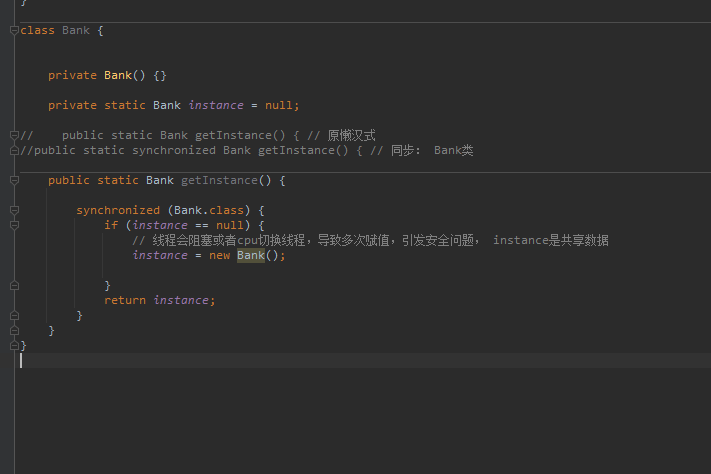 }
class Bank {
private Bank() {}
private static Bank instance = null;
//    public static Bank getInstance() { // 原懒汉式
//public static synchronized Bank getInstance() { // 同步： Bank类
public static Bank getInstance() {
synchronized (Bank.class) {
if (instance == null) {
// 线程会阻塞或者cpu切换线程，导致多次赋值，引发安全问题， instance是共享数据
instance = new Bank();
}
return instance;
}
}
}